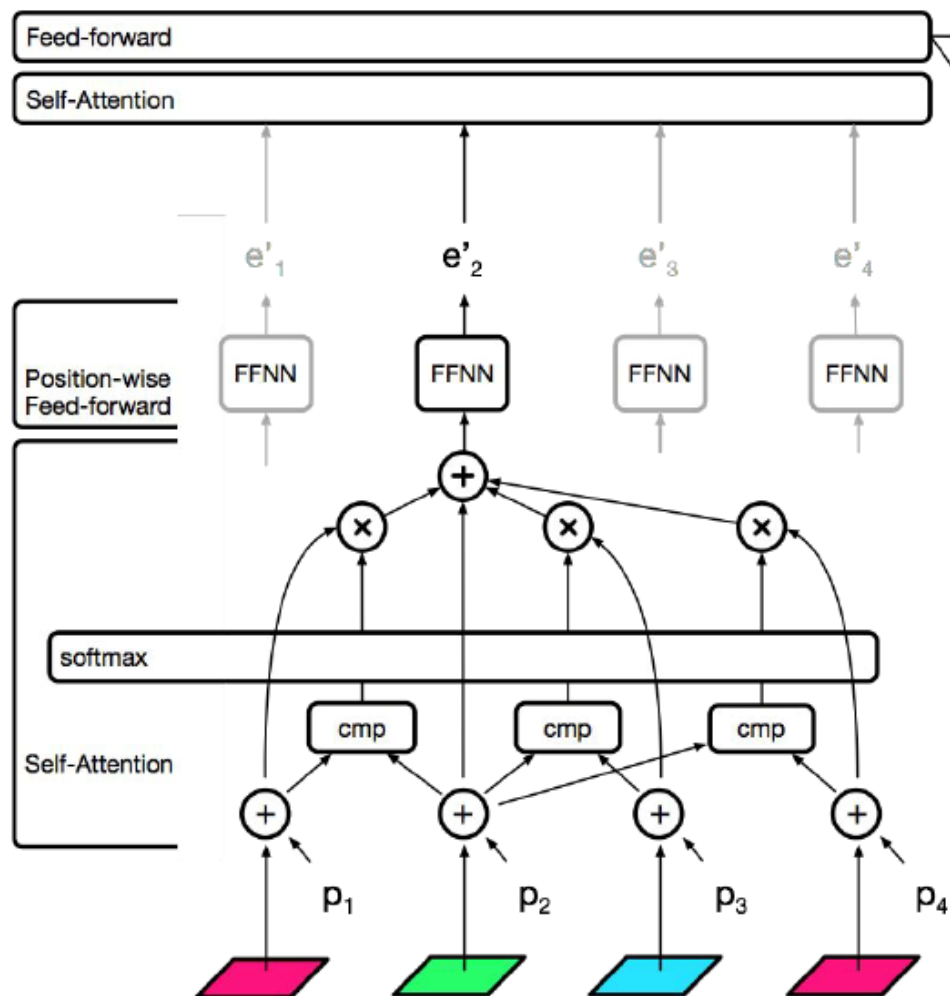 Feed-forward
Self-Attention
e'1 e'2 e'3 e'4
FFNN FFNN FFNN FFNN
Position-wise
Feed-forward
+
× × ×
softmax
cmp cmp cmp
Self-Attention
+ + + +
p1 p2 p3 p4